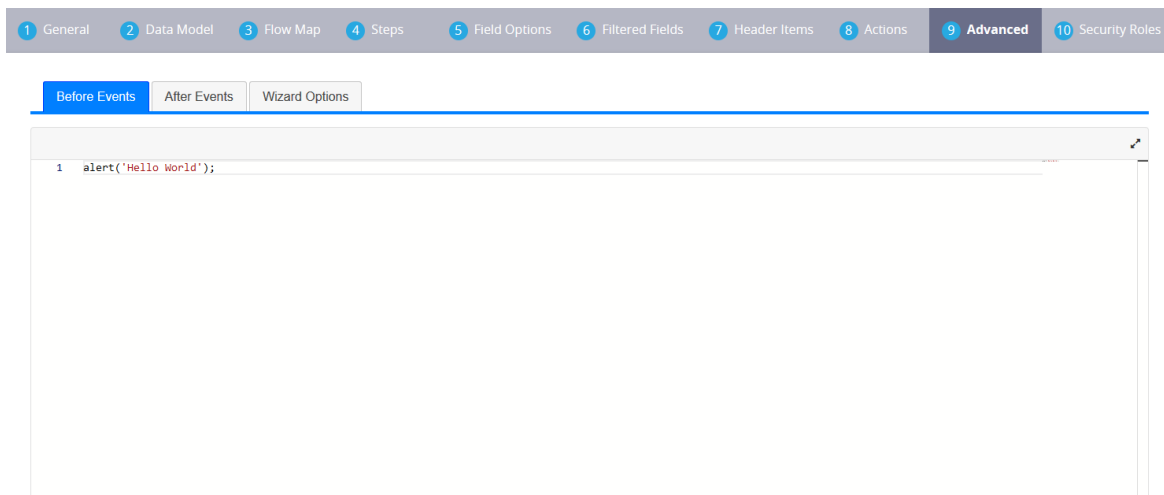 1 General 2 Data Model 3 Flow Map 4 Steps 5 Field Options 6 Filtered Fields 7 Header Items 8 Actions 9 Advanced 10 Security Roles
Before Events After Events Wizard Options
1 alert('Hello World');